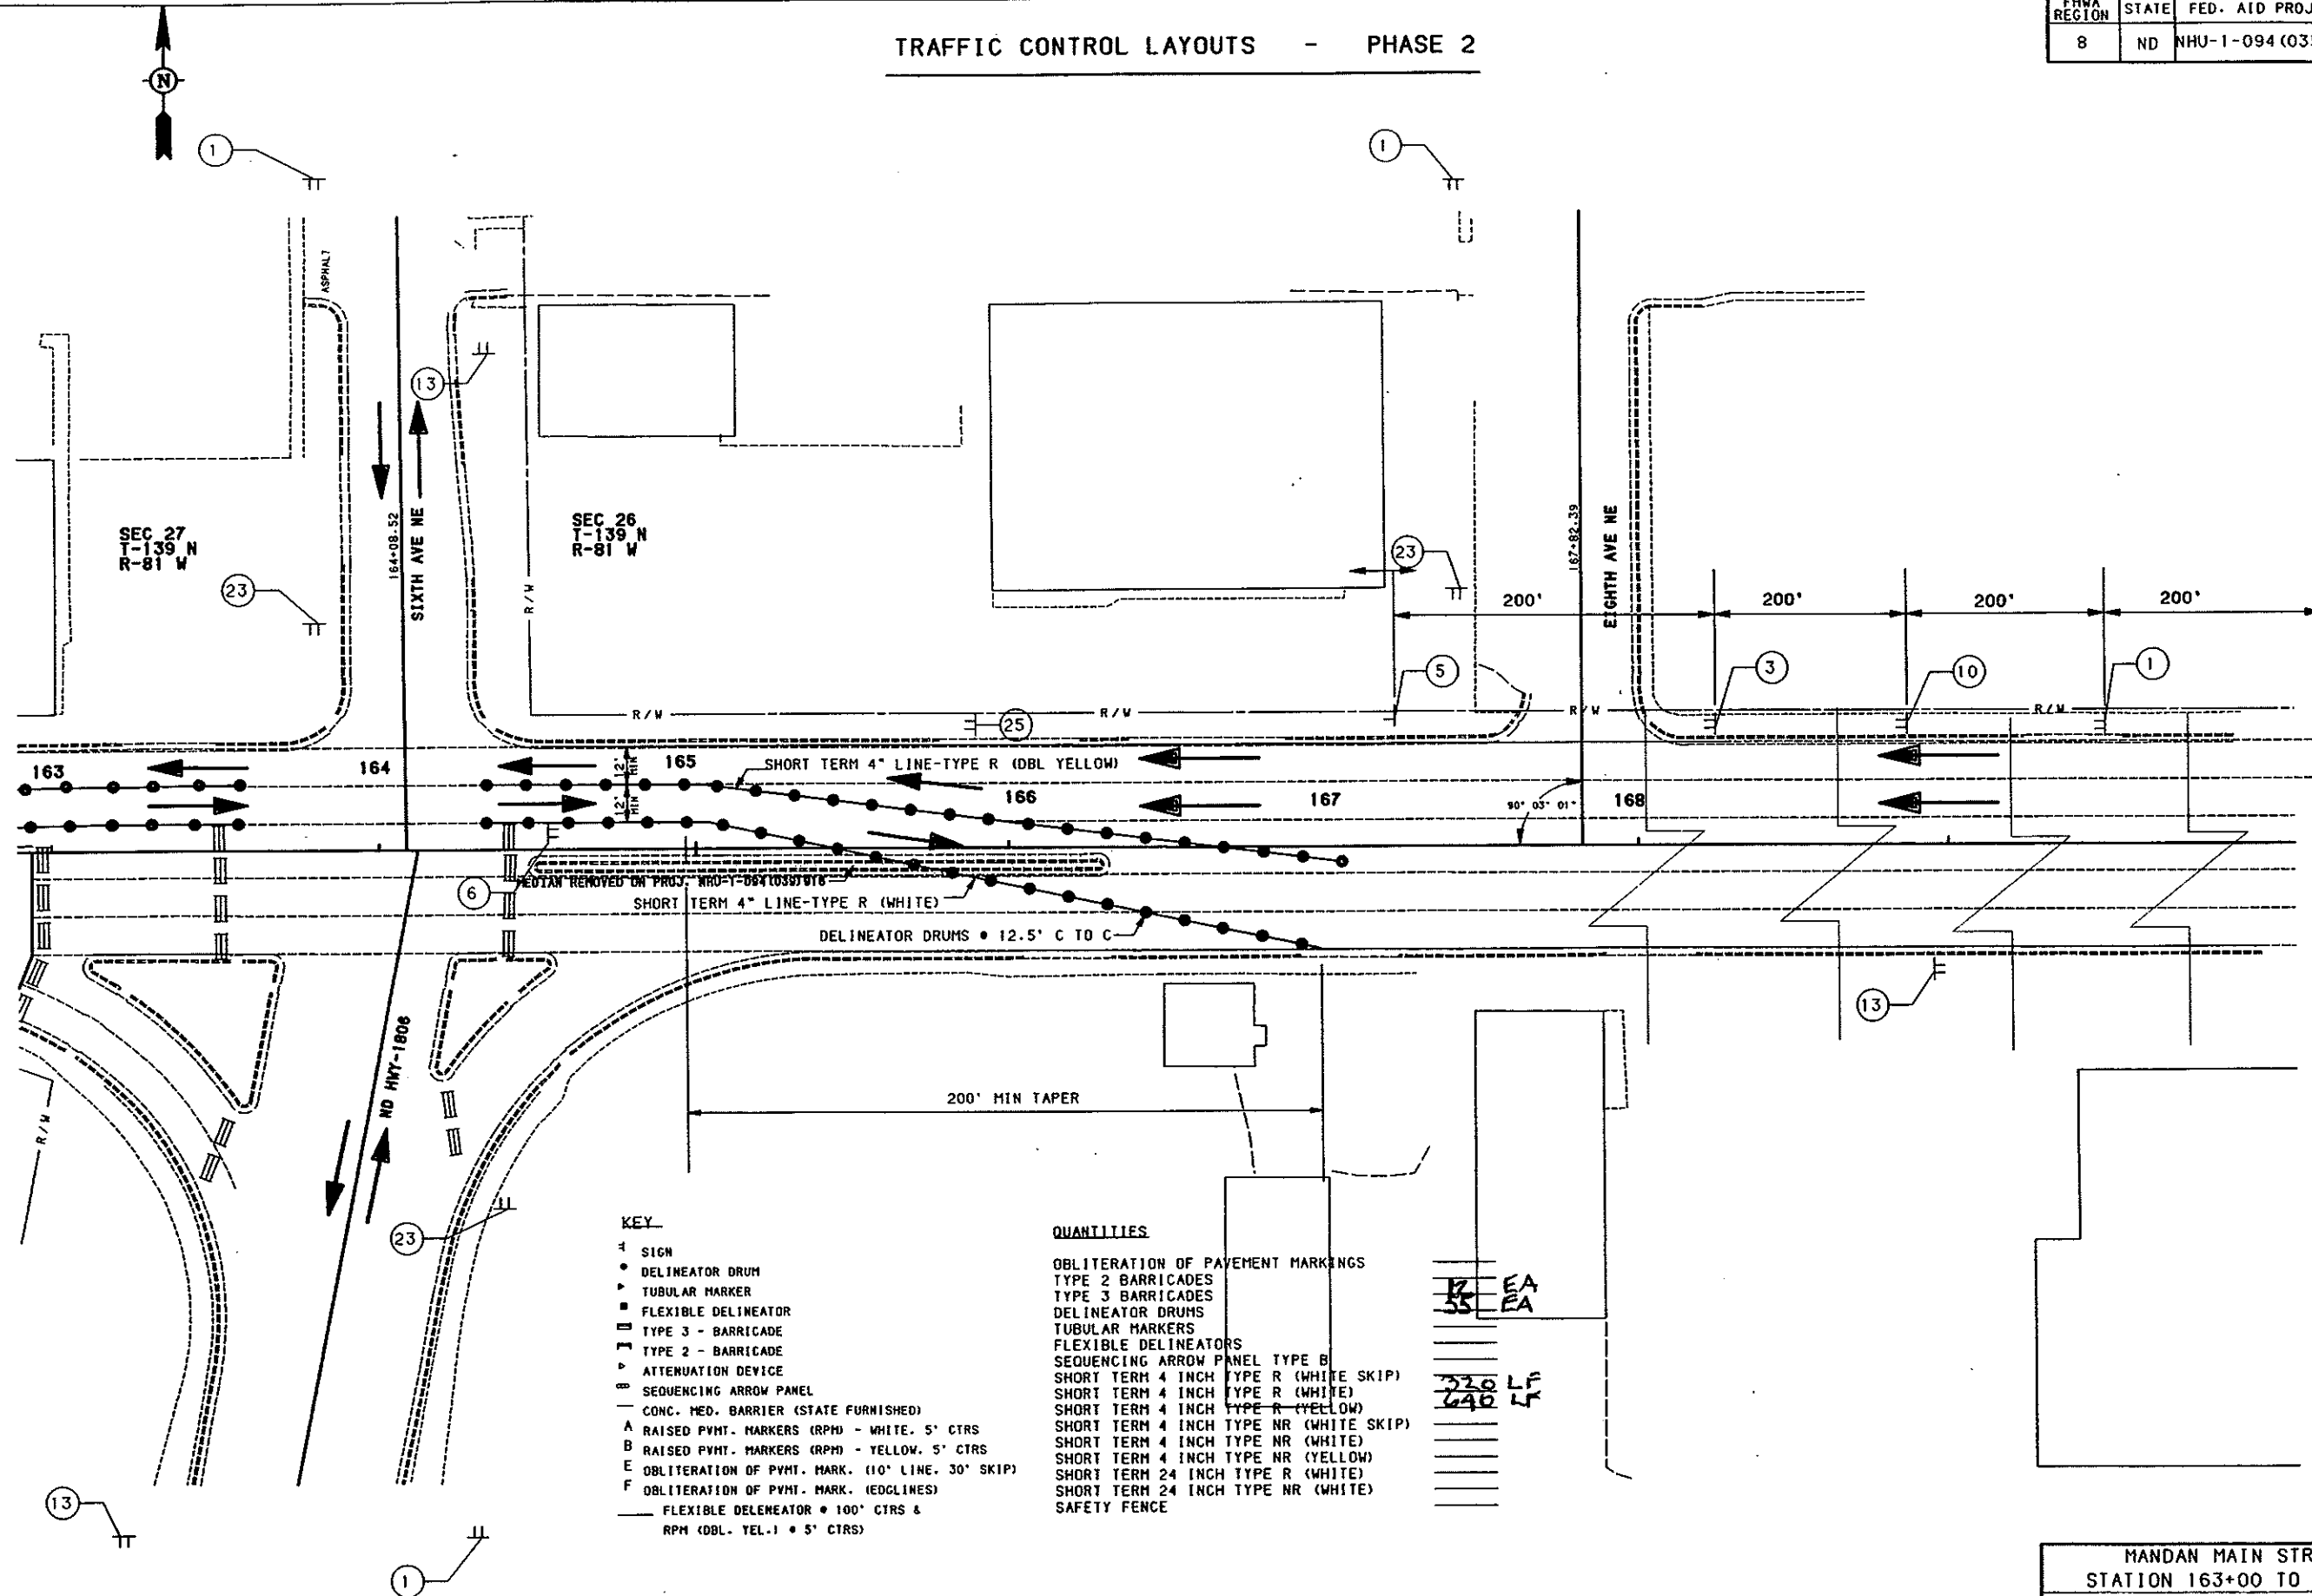 TRAFFIC CONTROL LAYOUTS - PHASE 2
FHWA REGION STATE FED. AID PROJ
8 ND NHU-1-094(03
N
1
1
ASPHALT
13
SEC 27
T-139 N
R-81 W
SEC 26
T-139 N
R-81 W
164+08.52
SIXTH AVE NE
R/W
23
23
167+82.39
EIGHTH AVE NE
200'
200'
200'
200'
5
3
10
1
R/W
25
R/W
R/W
R/W
163
164
165
166
167
168
12' MIN
12' MIN
SHORT TERM 4" LINE-TYPE R (DBL YELLOW)
90° 03' 01"
6
MEDIAN REMOVED ON PROJ. NHU-1-094(039)918
SHORT TERM 4" LINE-TYPE R (WHITE)
DELINEATOR DRUMS @ 12.5' C TO C
13
ND HWY-1806
R/W
200' MIN TAPER
23
13
1
KEY
SIGN
DELINEATOR DRUM
TUBULAR MARKER
FLEXIBLE DELINEATOR
TYPE 3 - BARRICADE
TYPE 2 - BARRICADE
ATTENUATION DEVICE
SEQUENCING ARROW PANEL
CONC. MED. BARRIER (STATE FURNISHED)
A RAISED PVMT. MARKERS (RPM) - WHITE. 5' CTRS
B RAISED PVMT. MARKERS (RPM) - YELLOW. 5' CTRS
E OBLITERATION OF PVMT. MARK. (10' LINE. 30' SKIP)
F OBLITERATION OF PVMT. MARK. (EDGLINES)
FLEXIBLE DELENEATOR @ 100' CTRS &
RPM (DBL. YEL.) @ 5' CTRS)
QUANTITIES
OBLITERATION OF PAVEMENT MARKINGS
TYPE 2 BARRICADES
TYPE 3 BARRICADES 12 EA
DELINEATOR DRUMS 55 EA
TUBULAR MARKERS
FLEXIBLE DELINEATORS
SEQUENCING ARROW PANEL TYPE B
SHORT TERM 4 INCH TYPE R (WHITE SKIP)
SHORT TERM 4 INCH TYPE R (WHITE) 320 LF
SHORT TERM 4 INCH TYPE R (YELLOW) 640 LF
SHORT TERM 4 INCH TYPE NR (WHITE SKIP)
SHORT TERM 4 INCH TYPE NR (WHITE)
SHORT TERM 4 INCH TYPE NR (YELLOW)
SHORT TERM 24 INCH TYPE R (WHITE)
SHORT TERM 24 INCH TYPE NR (WHITE)
SAFETY FENCE
MANDAN MAIN STR
STATION 163+00 TO